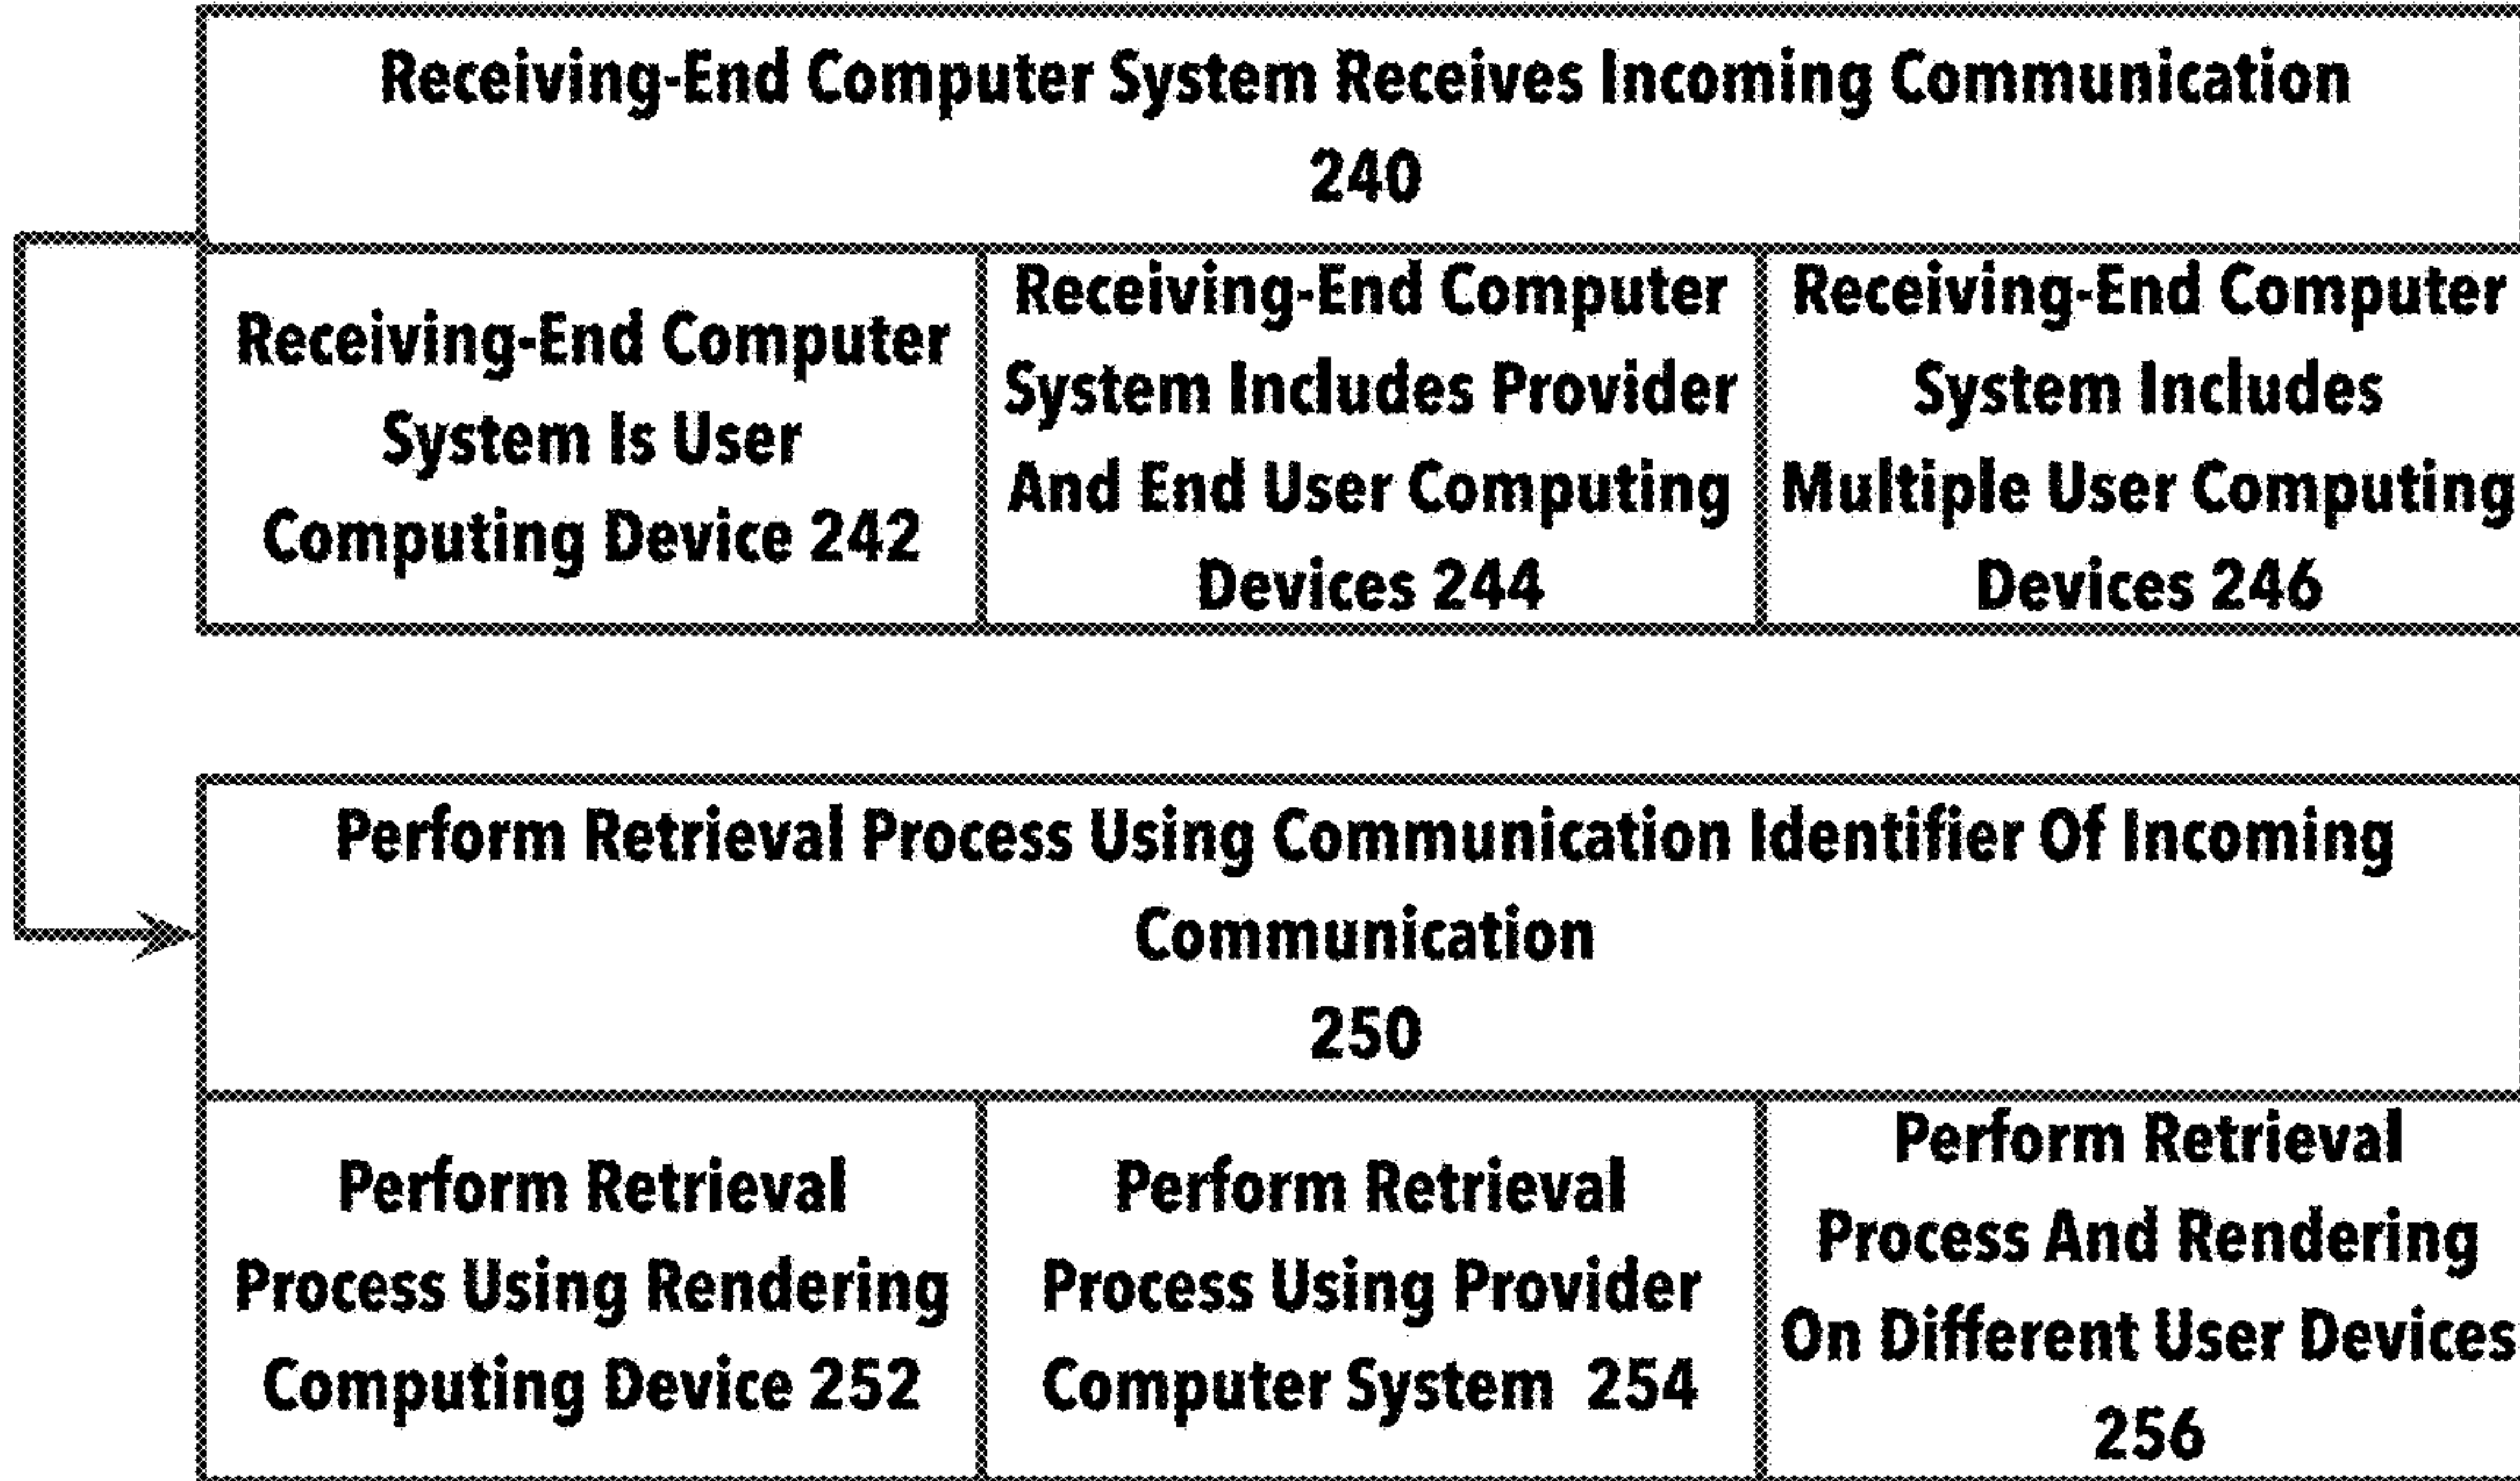 Receiving-End Computer System Receives Incoming Communication
240
Receiving-End Computer
System Is User
Computing Device 242
Receiving-End Computer
System Includes Provider
And End User Computing
Devices 244
Receiving-End Computer
System Includes
Multiple User Computing
Devices 246
Perform Retrieval Process Using Communication Identifier Of Incoming
Communication
250
Perform Retrieval
Process Using Rendering
Computing Device 252
Perform Retrieval
Process Using Provider
Computer System 254
Perform Retrieval
Process And Rendering
On Different User Devices
256